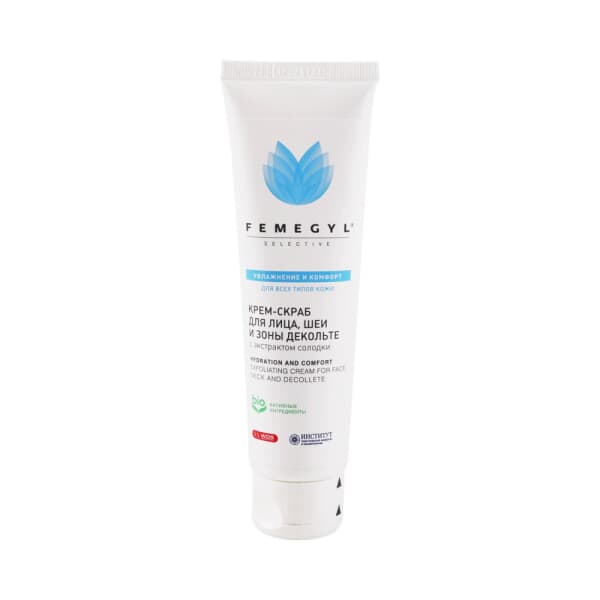 FEMEGYL®
SELECTIVE
УВЛАЖНЕНИЕ И КОМФОРТ
ДЛЯ ВСЕХ ТИПОВ КОЖИ
КРЕМ-СКРАБ
ДЛЯ ЛИЦА, ШЕИ
И ЗОНЫ ДЕКОЛЬТЕ
с экстрактом солодки
HYDRATION AND COMFORT
EXFOLIATING CREAM FOR FACE,
NECK AND DECOLLETE
bio
АКТИВНЫЕ
ИНГРЕДИЕНТЫ
ИНСТИТУТ